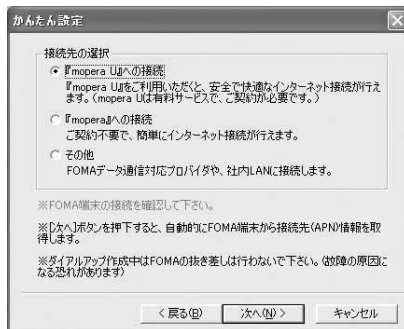 かんたん設定
接続先の選択
『mopera U』への接続
『mopera U』をご利用いただくと、安全で快適なインターネット接続が行え
ます。(mopera Uは有料サービスで、ご契約が必要です。)
『mopera』への接続
ご契約不要で、簡単にインターネット接続が行えます。
その他
FOMAデータ通信対応プロバイダや、社内LANに接続します。
※FOMA端末の接続を確認して下さい。
※[次へ]ボタンを押下すると、自動的にFOMA端末から接続先(APN)情報を取
得します。
※ダイアルアップ作成中はFOMAの抜き差しは行わないで下さい。(故障の原因に
なる恐れがあります)
< 戻る(B) 次へ(N) > キャンセル